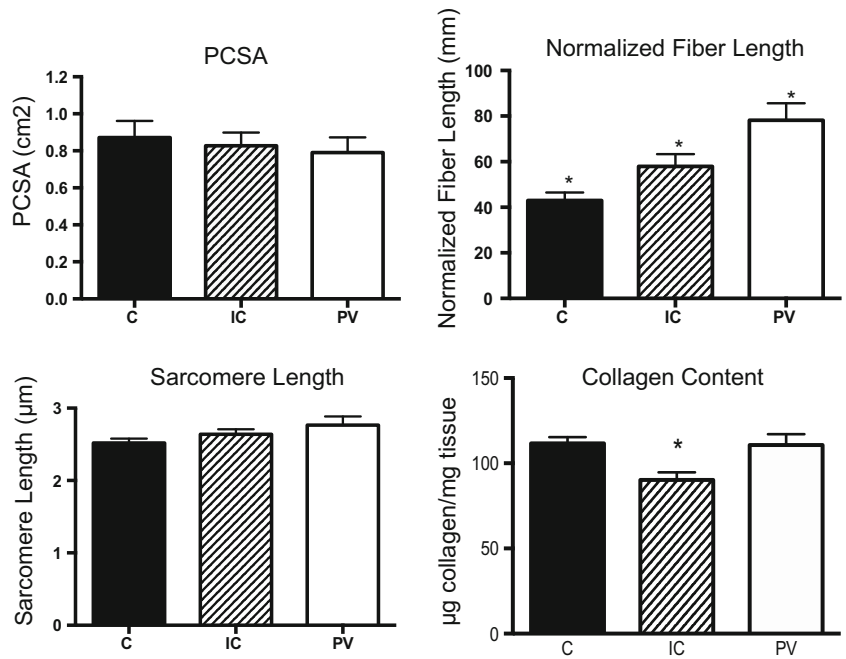 PCSA
PCSA (cm2)
1.2
1.0
0.8
0.6
0.4
0.2
0.0
C IC PV
Normalized Fiber Length
Normalized Fiber Length (mm)
100
80
60
40
20
0
* * *
C IC PV
Sarcomere Length
Sarcomere Length (µm)
3
2
1
0
C IC PV
Collagen Content
µg collagen/mg tissue
150
100
50
0
*
C IC PV